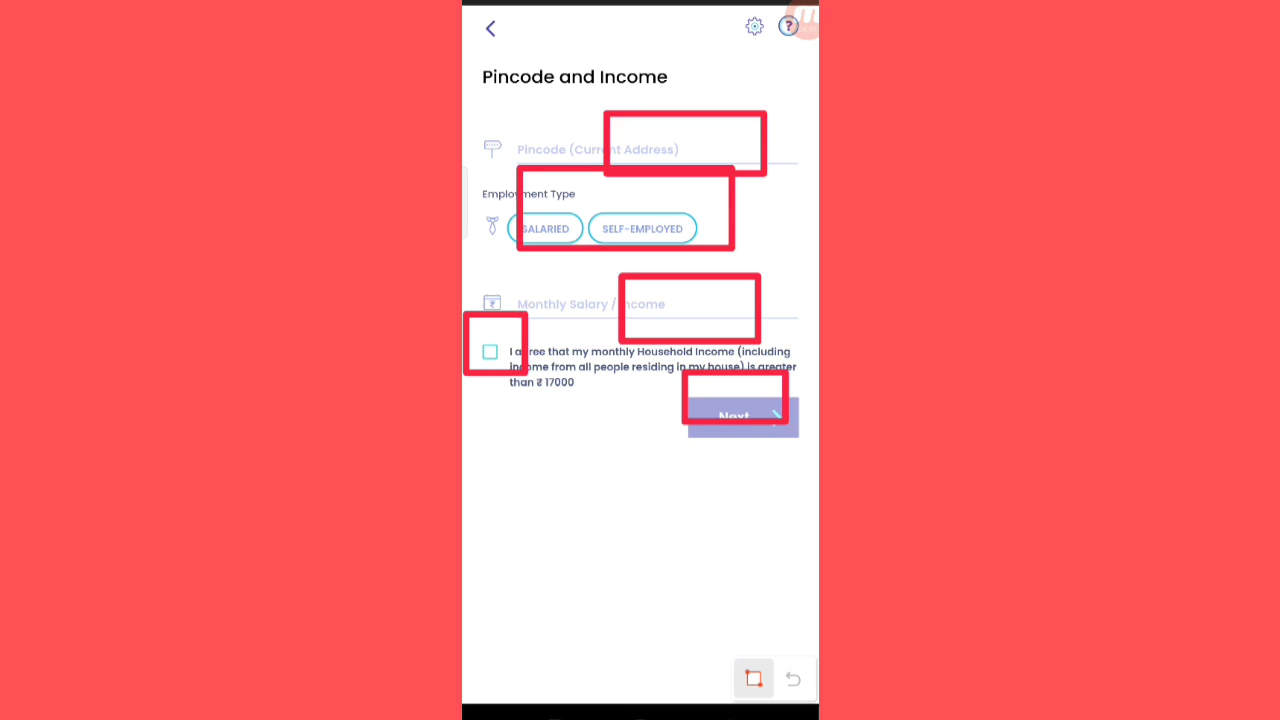 ?
Pincode and Income
Pincode (Current Address)
Employment Type
SALARIED SELF-EMPLOYED
Monthly Salary / Income
I agree that my monthly Household Income (including
income from all people residing in my house) is greater
than ₹ 17000
Next